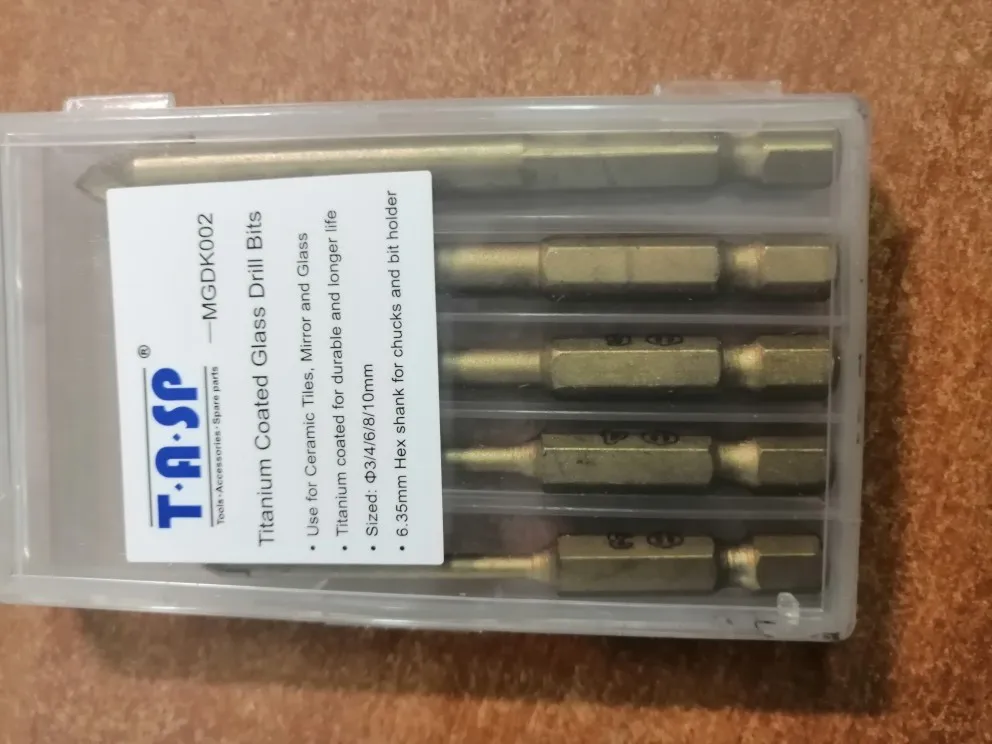 T·A·SP®
Tools·Accessories·Spare parts
—MGDK002
Titanium Coated Glass Drill Bits
• Use for Ceramic Tiles, Mirror and Glass
• Titanium coated for durable and longer life
• Sized: Φ3/4/6/8/10mm
• 6.35mm Hex shank for chucks and bit holder